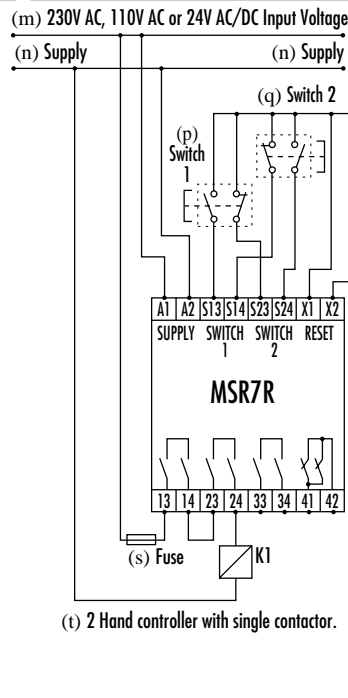 (m) 230V AC, 110V AC or 24V AC/DC Input Voltage
(n) Supply (n) Supply
(q) Switch 2
(p)
Switch
1
A1 A2 S13 S14 S23 S24 X1 X2
SUPPLY SWITCH SWITCH RESET
1 2
MSR7R
13 14 23 24 33 34 41 42
(s) Fuse K1
(t) 2 Hand controller with single contactor.